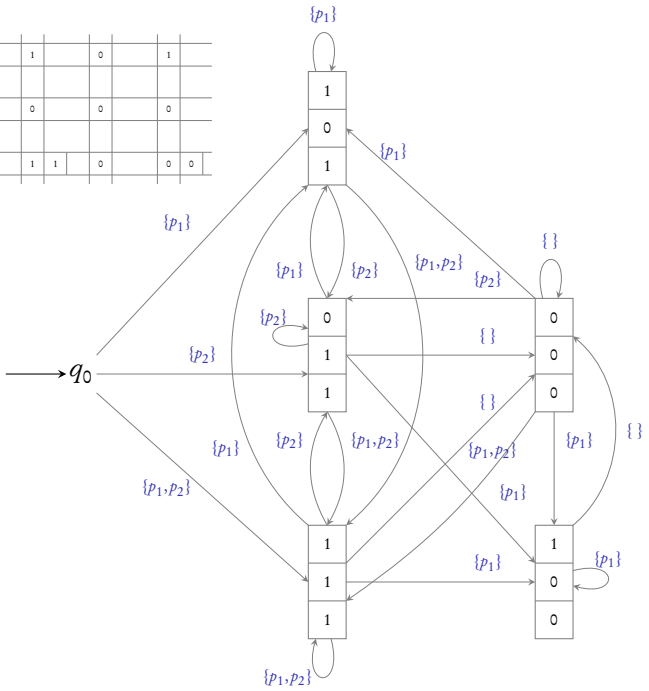 {p₁}
1 0 1
0 0 0
1 1 0 0 0
1
0
1
{p₁}
{p₁}
{p₁} {p₂} {p₁,p₂} {p₂} { }
{p₂}
0
1
1
{p₂}
{ }
0
0
0
q₀
{ }
{p₁}
{p₂} {p₁,p₂}
{p₁,p₂}
{p₁} { }
{p₁,p₂}
{p₁}
1
1
1
{p₁}
1
0
0
{p₁}
{p₁,p₂}